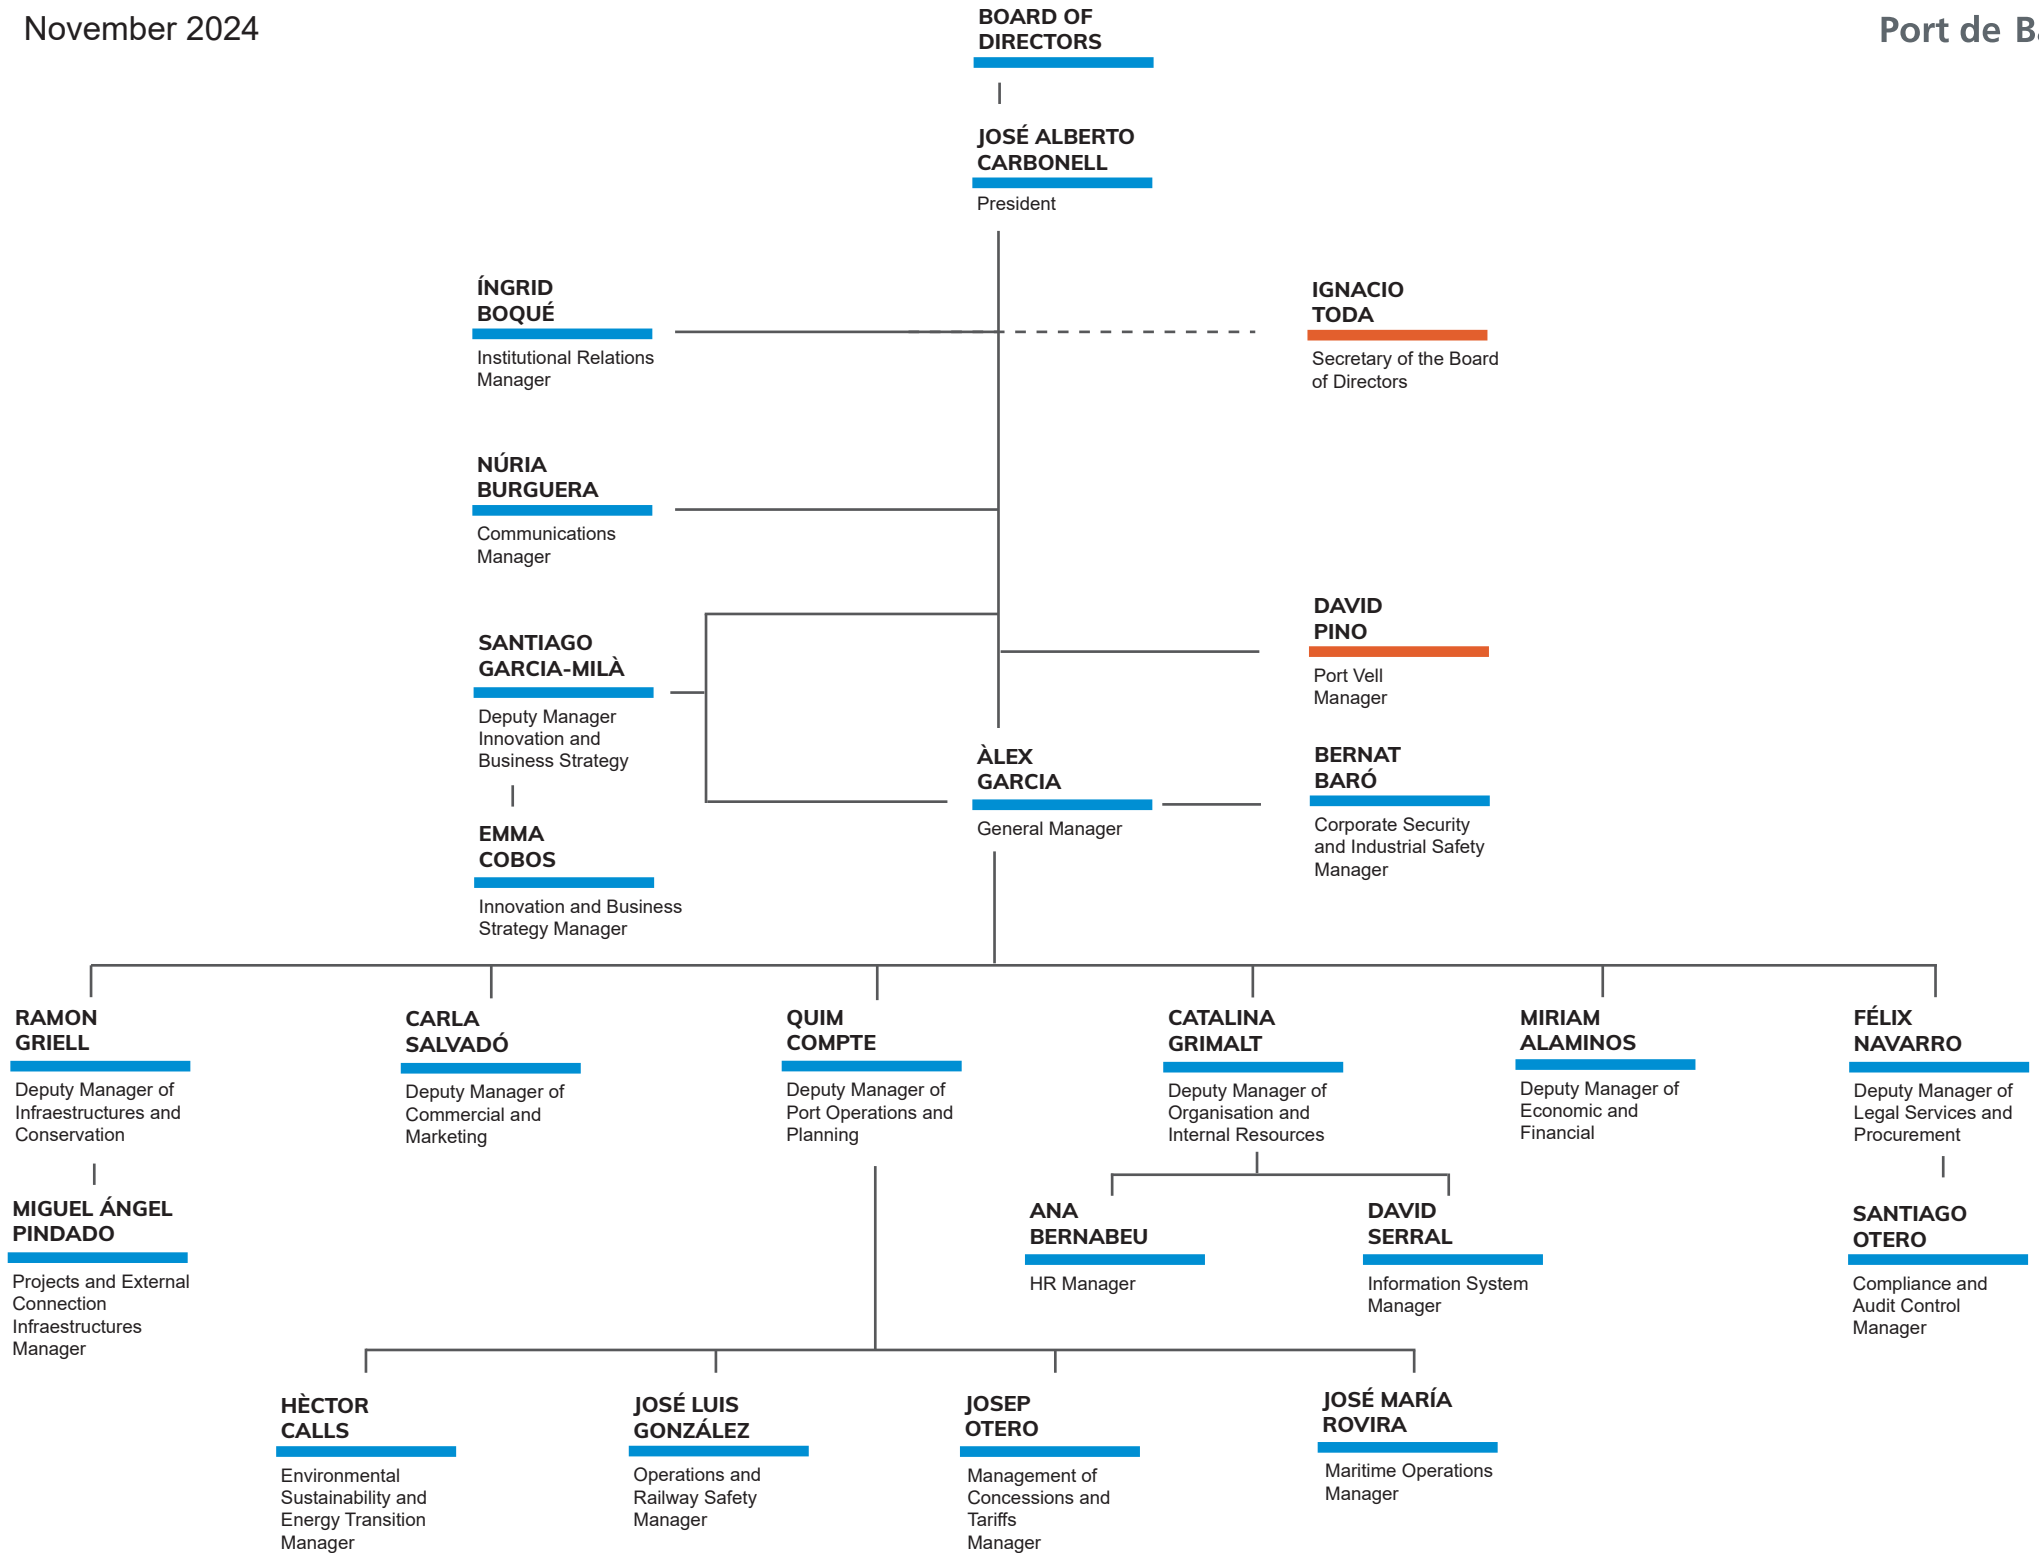 November 2024
Port de
BOARD OF
DIRECTORS
JOSÉ ALBERTO
CARBONELL
President
ÍNGRID
BOQUÉ
Institutional Relations
Manager
IGNACIO
TODA
Secretary of the Board
of Directors
NÚRIA
BURGUERA
Communications
Manager
SANTIAGO
GARCIA-MILÀ
Deputy Manager
Innovation and
Business Strategy
DAVID
PINO
Port Vell
Manager
ÀLEX
GARCIA
General Manager
BERNAT
BARÓ
Corporate Security
and Industrial Safety
Manager
EMMA
COBOS
Innovation and Business
Strategy Manager
RAMON
GRIELL
Deputy Manager of
Infraestructures and
Conservation
CARLA
SALVADÓ
Deputy Manager of
Commercial and
Marketing
QUIM
COMPTE
Deputy Manager of
Port Operations and
Planning
CATALINA
GRIMALT
Deputy Manager of
Organisation and
Internal Resources
MIRIAM
ALAMINOS
Deputy Manager of
Economic and
Financial
FÉLIX
NAVARRO
Deputy Manager of
Legal Services and
Procurement
MIGUEL ÁNGEL
PINDADO
Projects and External
Connection
Infraestructures
Manager
ANA
BERNABEU
HR Manager
DAVID
SERRAL
Information System
Manager
SANTIAGO
OTERO
Compliance and
Audit Control
Manager
HÈCTOR
CALLS
Environmental
Sustainability and
Energy Transition
Manager
JOSÉ LUIS
GONZÁLEZ
Operations and
Railway Safety
Manager
JOSEP
OTERO
Management of
Concessions and
Tariffs
Manager
JOSÉ MARÍA
ROVIRA
Maritime Operations
Manager